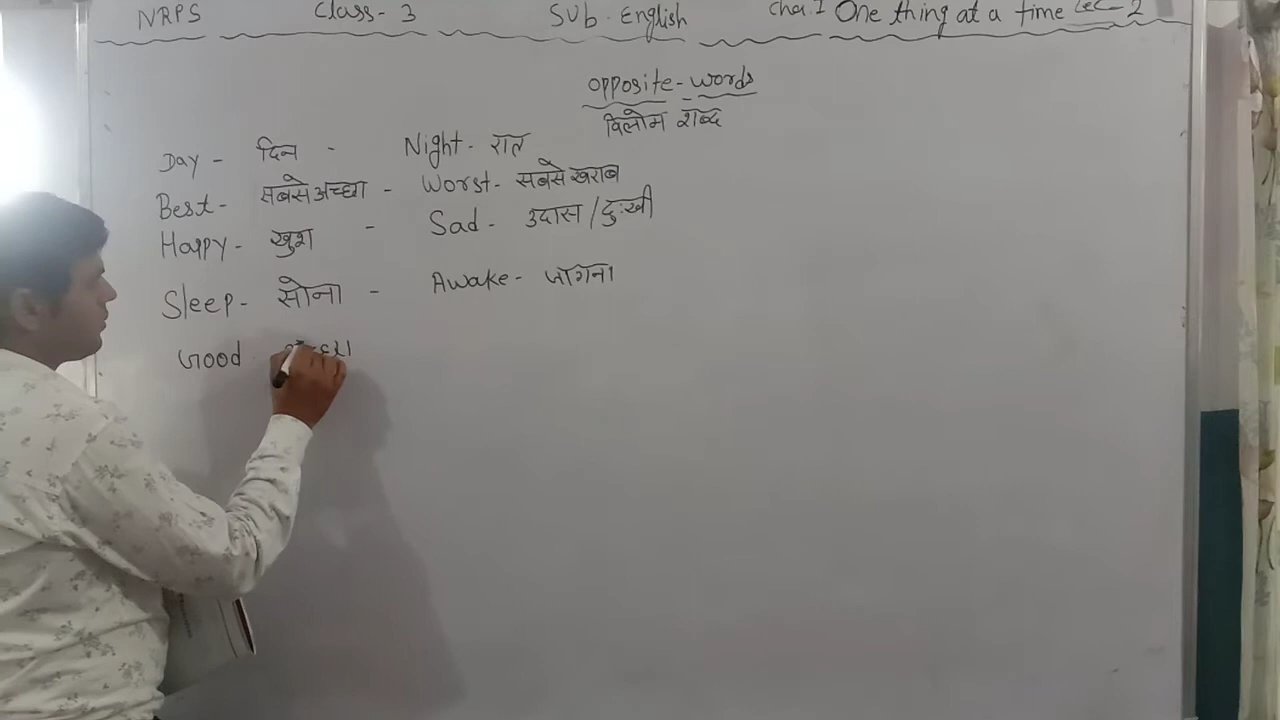 NRPS Class-3 Sub. English Cha.1 One thing at a time Lec-2
Opposite-Words
विलोम शब्द
Day - दिन - Night - रात
Best - सबसे अच्छा - Worst - सबसे खराब
Happy - खुश - Sad - उदास/दुःखी
Sleep - सोना - Awake - जागना
Good